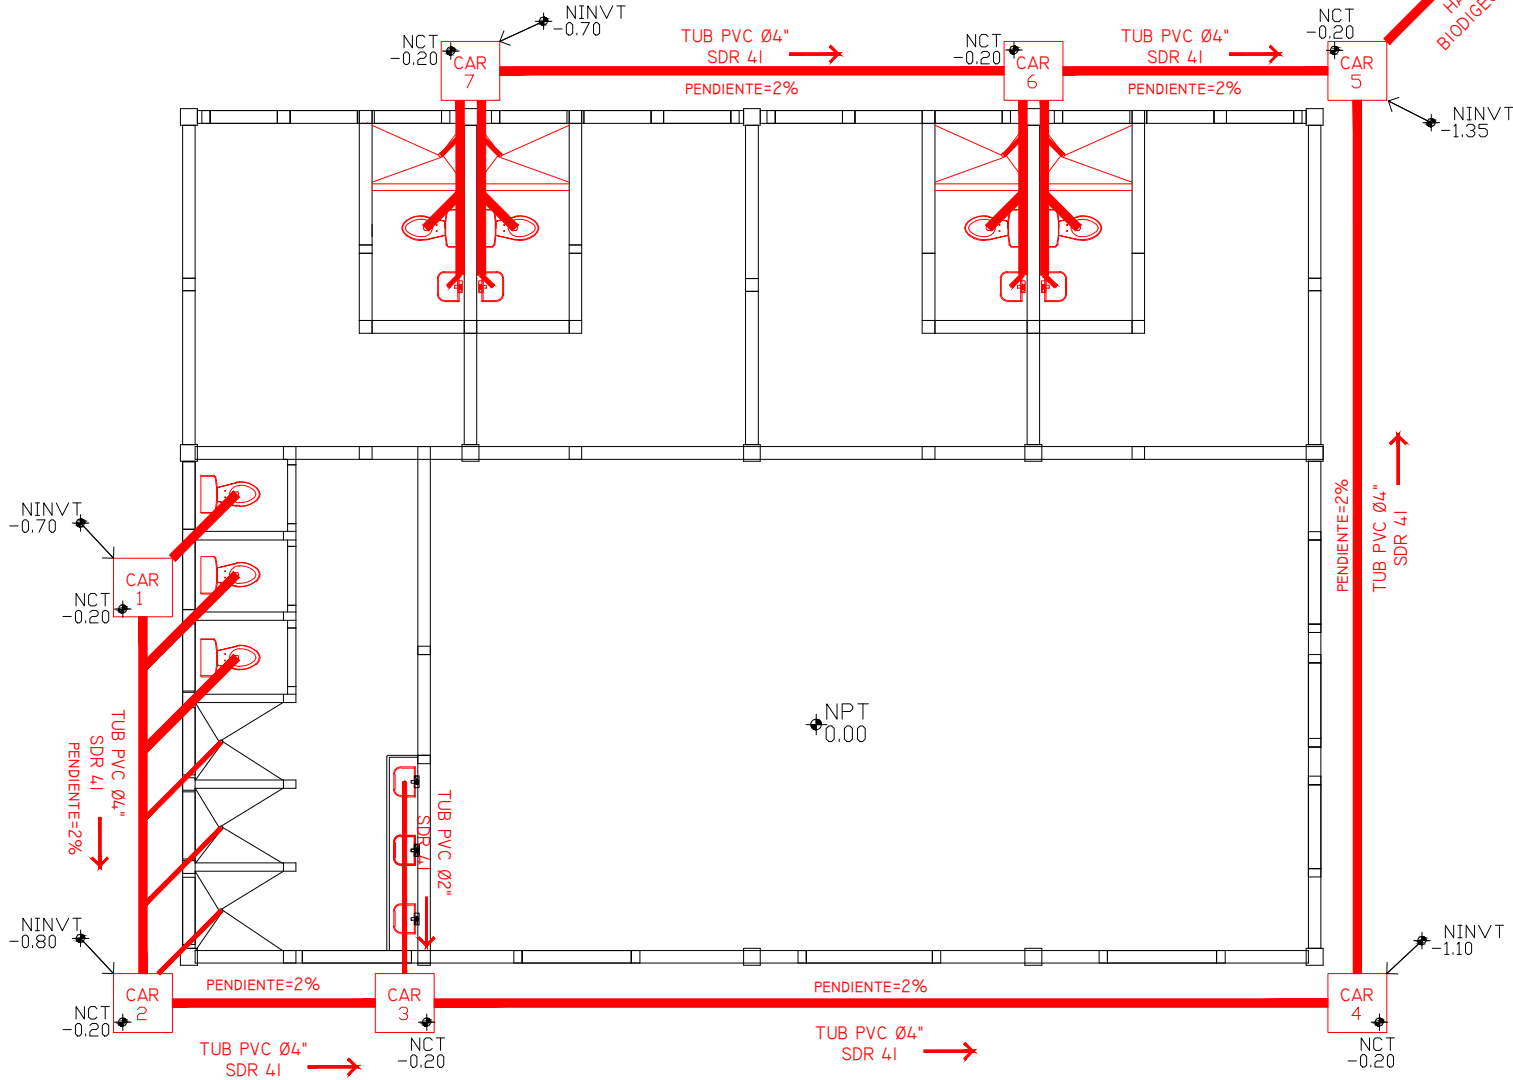 NINVT
-0.70
NCT
-0.20
CAR
7
TUB PVC Ø4"
SDR 41
PENDIENTE=2%
NCT
-0.20
CAR
6
TUB PVC Ø4"
SDR 41
PENDIENTE=2%
NCT
-0.20
CAR
5
NINVT
-1.35
NINVT
-0.70
CAR
1
NCT
-0.20
TUB PVC Ø4"
SDR 41
PENDIENTE=2%
NPT
0.00
TUB PVC Ø2"
SDR 41
PENDIENTE=2%
TUB PVC Ø4"
SDR 41
NINVT
-0.80
CAR
2
NCT
-0.20
PENDIENTE=2%
TUB PVC Ø4"
SDR 41
CAR
3
NCT
-0.20
PENDIENTE=2%
TUB PVC Ø4"
SDR 41
NINVT
-1.10
CAR
4
NCT
-0.20